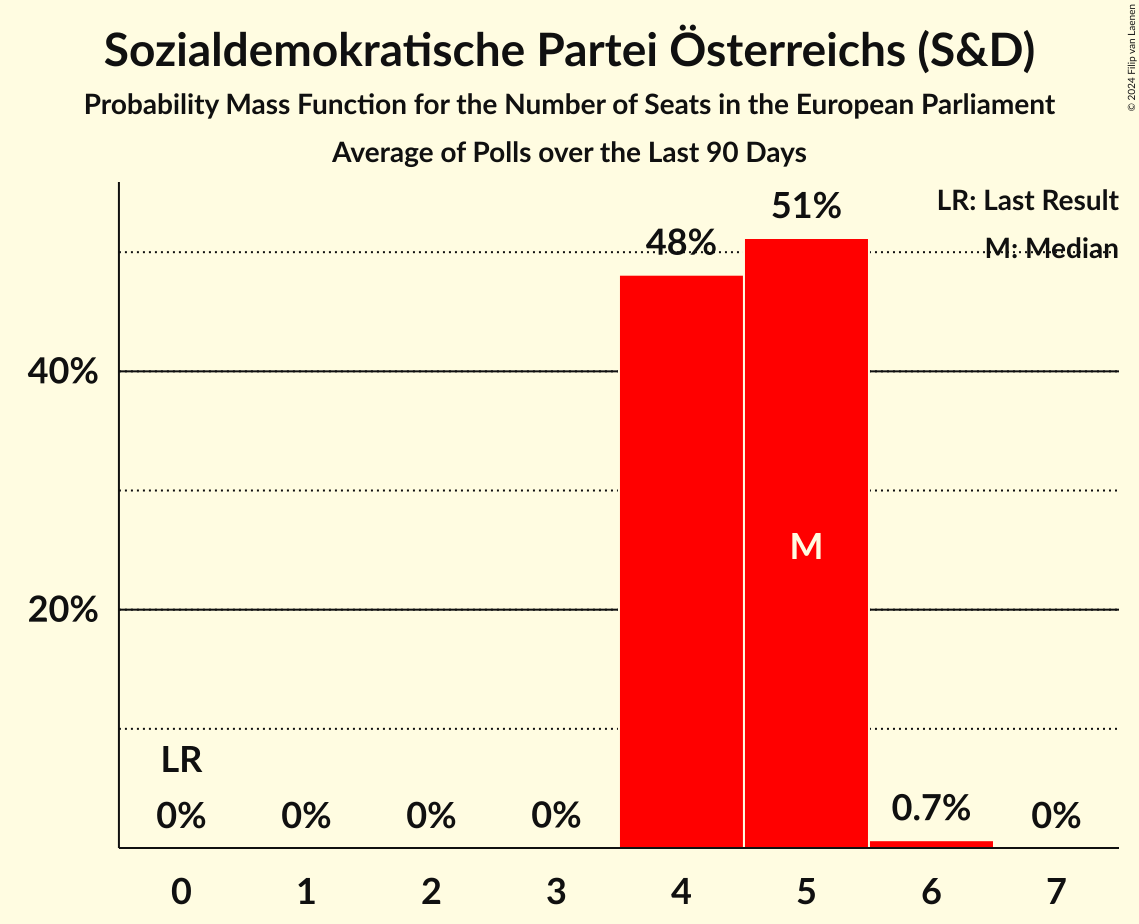 Sozialdemokratische Partei Österreichs (S&D)
Probability Mass Function for the Number of Seats in the European Parliament
Average of Polls over the Last 90 Days
© 2024 Filip van Laenen
LR: Last Result
M: Median
51%
48%
40%
M
20%
LR
0% 0% 0% 0% 0.7% 0%
0 1 2 3 4 5 6 7